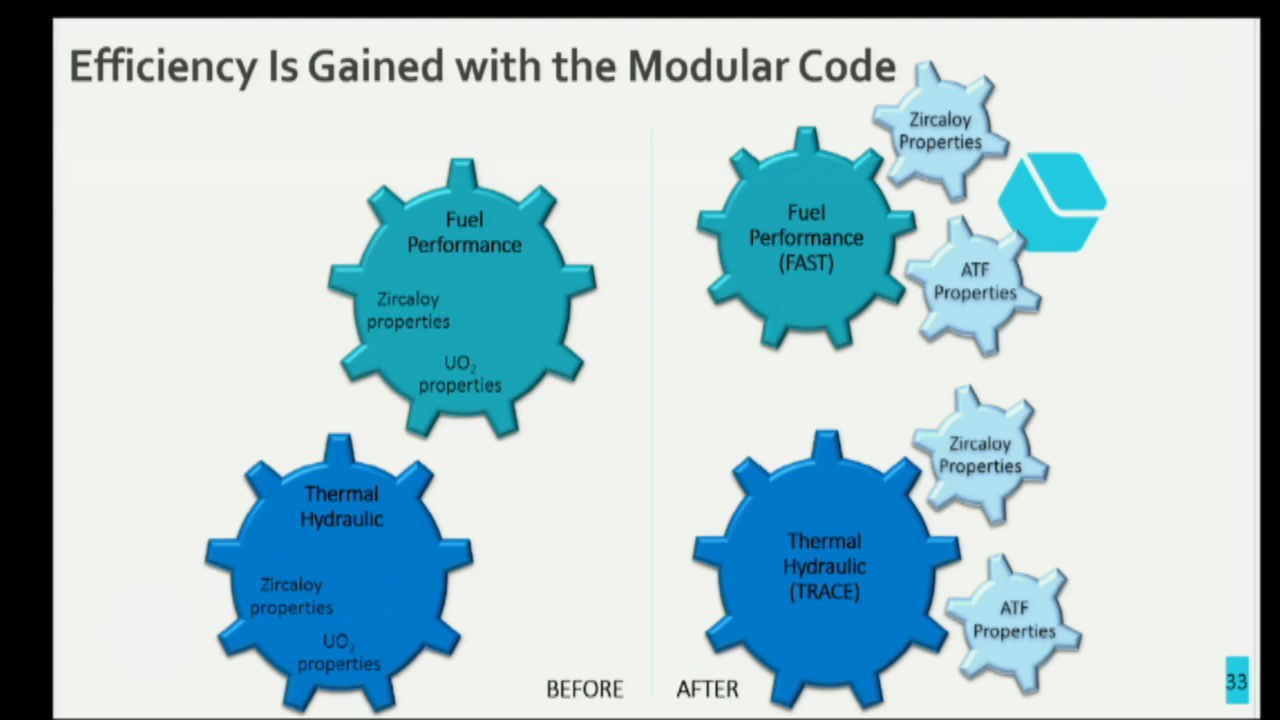 Efficiency Is Gained with the Modular Code
Fuel
Performance
Zircaloy
properties
UO₂
properties
Thermal
Hydraulic
Zircaloy
properties
UO₂
properties
BEFORE
Fuel
Performance
(FAST)
Zircaloy
Properties
ATF
Properties
Thermal
Hydraulic
(TRACE)
Zircaloy
Properties
ATF
Properties
AFTER
33